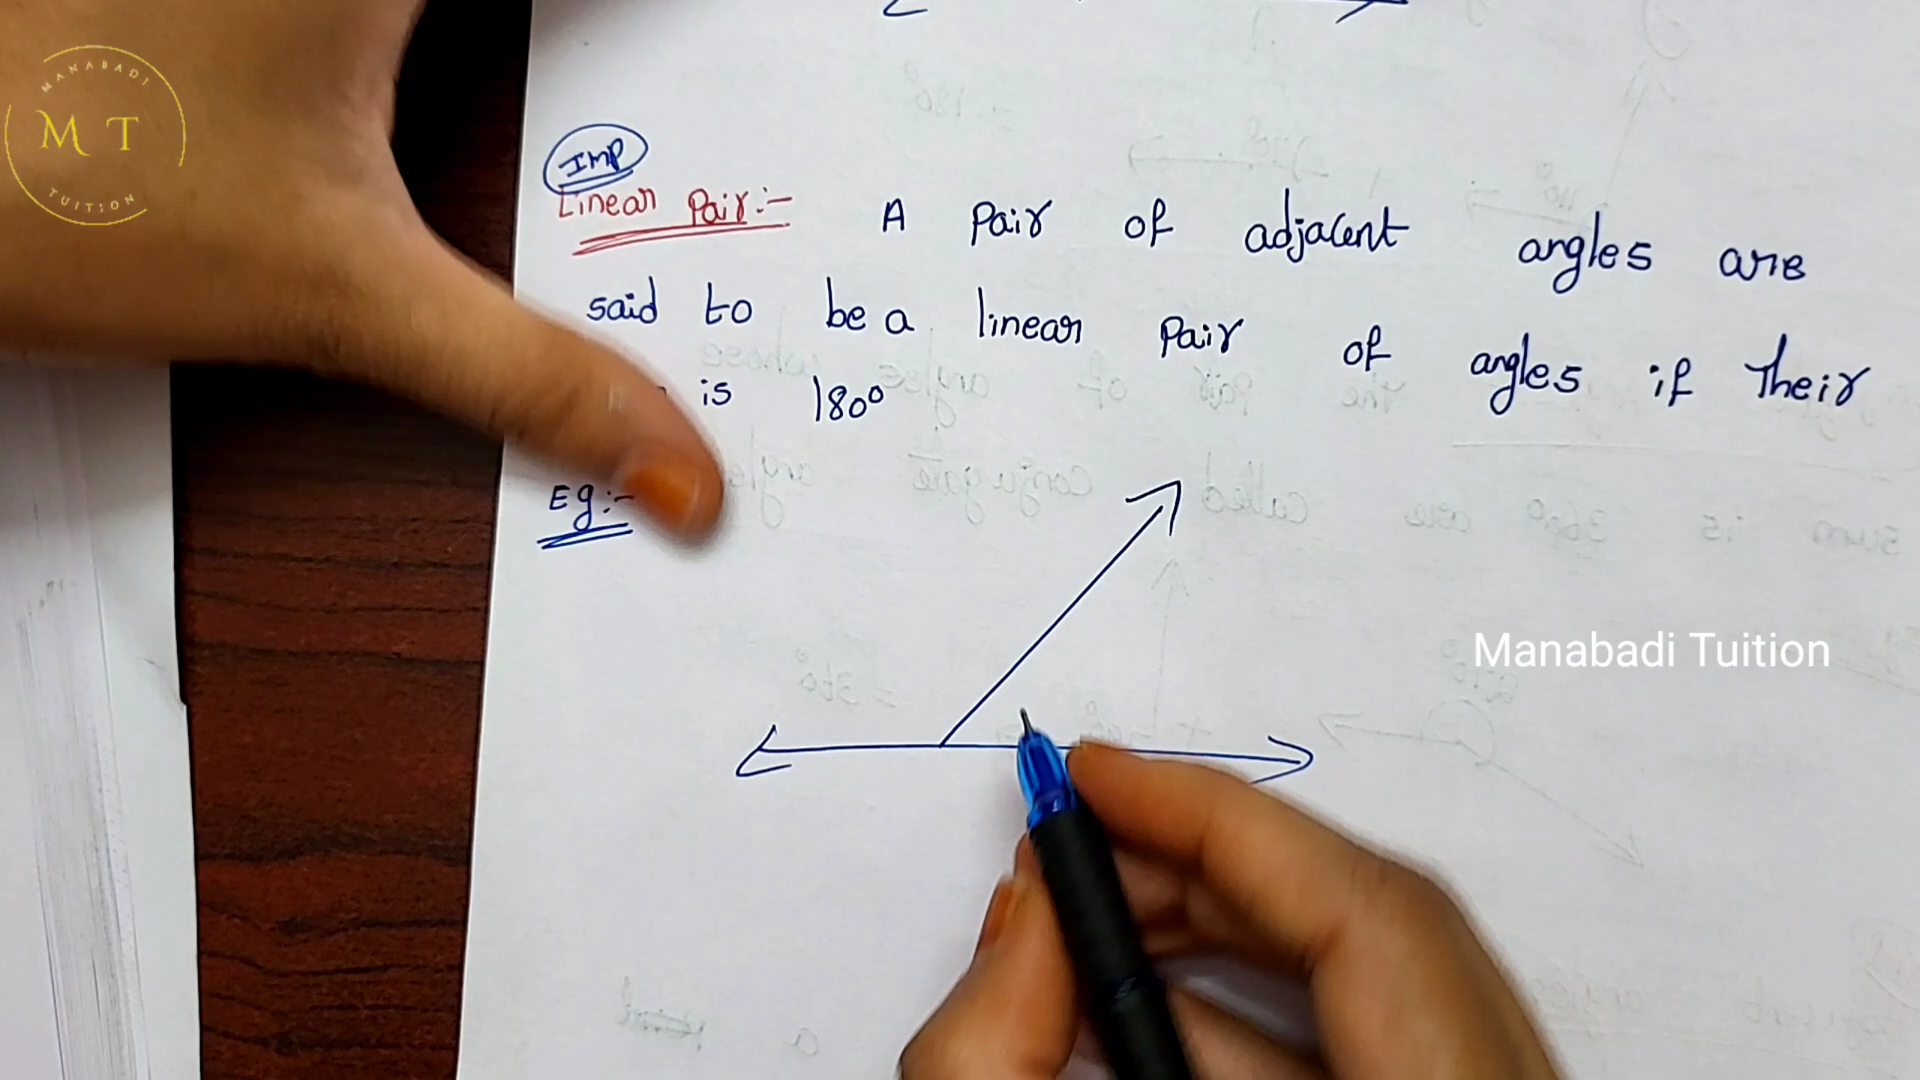 MANABADI
M T
TUITION
Imp
Linear Pair:- A pair of adjacent angles are
said to be a linear pair of angles if their
is 180°
Eg:-
Manabadi Tuition